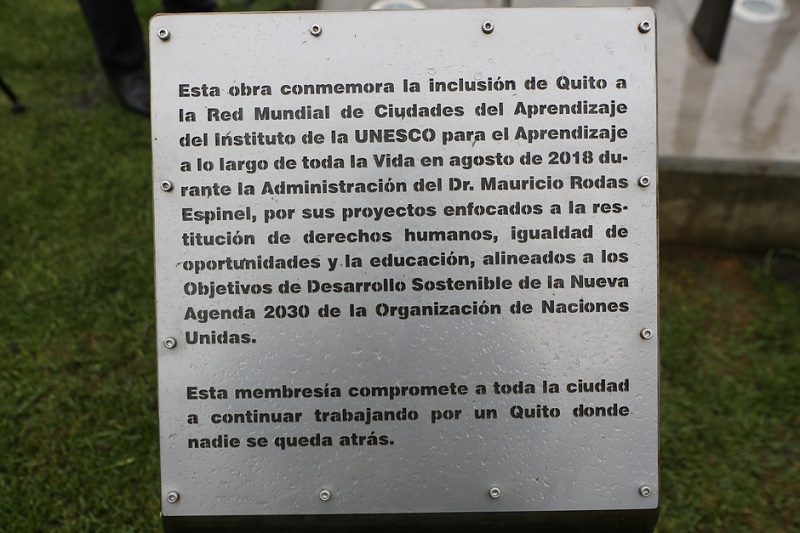 Esta obra conmemora la inclusión de Quito a
la Red Mundial de Ciudades del Aprendizaje
del Instituto de la UNESCO para el Aprendizaje
a lo largo de toda la Vida en agosto de 2018 du-
rante la Administración del Dr. Mauricio Rodas
Espinel, por sus proyectos enfocados a la res-
titución de derechos humanos, igualdad de
oportunidades y la educación, alineados a los
Objetivos de Desarrollo Sostenible de la Nueva
Agenda 2030 de la Organización de Naciones
Unidas.
Esta membresía compromete a toda la ciudad
a continuar trabajando por un Quito donde
nadie se queda atrás.